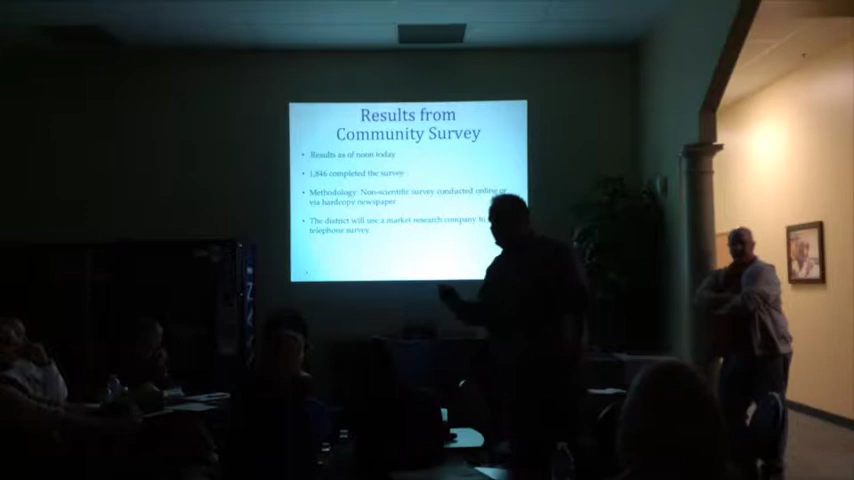 Results from
Community Survey
• Results as of noon today
• 1,846 completed the survey
• Methodology: Non-scientific survey conducted online or
via hardcopy newspaper
• The district will use a market research company to
telephone survey.